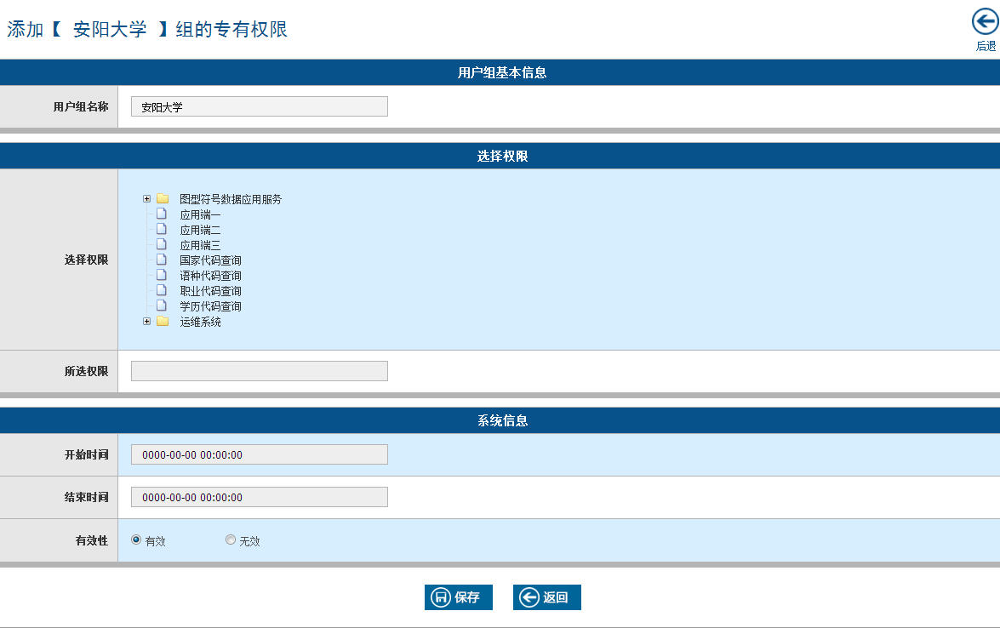 添加【 安阳大学 】组的专有权限
后退
用户组基本信息
用户组名称 安阳大学
选择权限
选择权限
图型符号数据应用服务
应用端一
应用端二
应用端三
国家代码查询
语种代码查询
职业代码查询
学历代码查询
运维系统
所选权限
系统信息
开始时间 0000-00-00 00:00:00
结束时间 0000-00-00 00:00:00
有效性 有效 无效
保存 返回